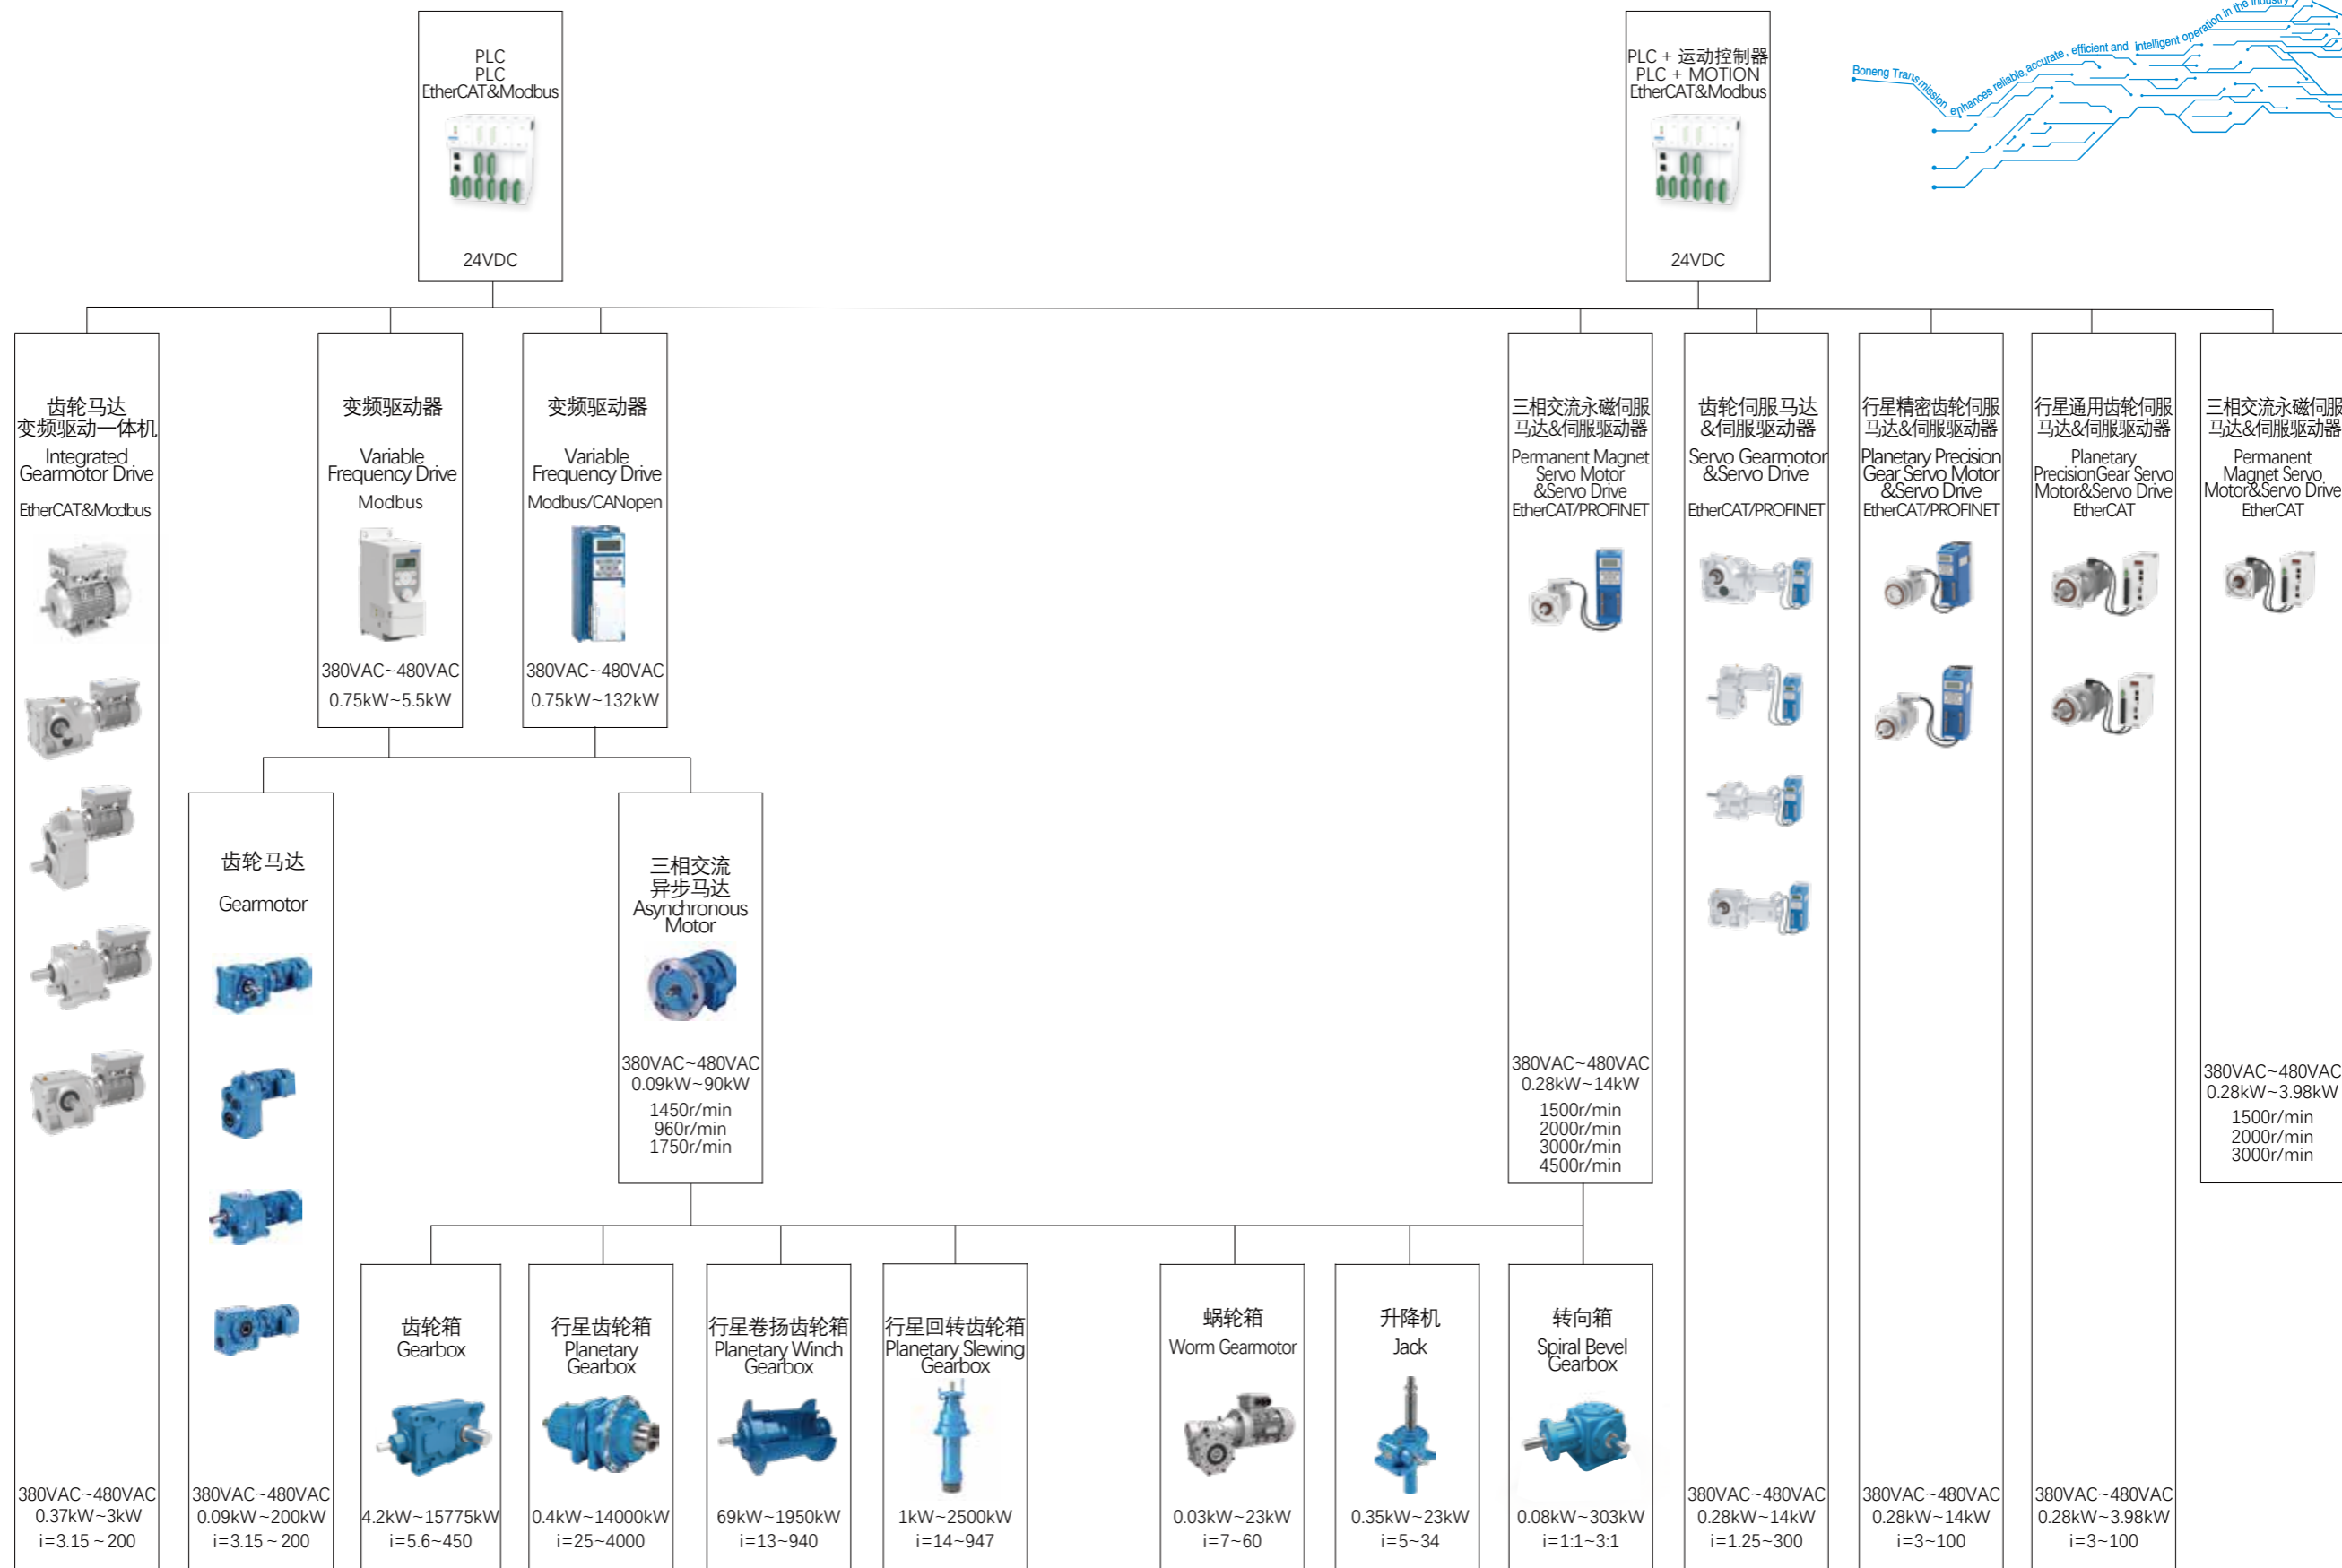 PLC
PLC
EtherCAT&Modbus
24VDC
PLC + 运动控制器
PLC + MOTION
EtherCAT&Modbus
24VDC
Boneng Transmission enhances reliable,accurate, efficient and intelligent operation in the industry
齿轮马达
变频驱动一体机
Integrated
Gearmotor Drive
EtherCAT&Modbus
380VAC~480VAC
0.37kW~3kW
i=3.15 ~ 200
变频驱动器
Variable
Frequency Drive
Modbus
380VAC~480VAC
0.75kW~5.5kW
变频驱动器
Variable
Frequency Drive
Modbus/CANopen
380VAC~480VAC
0.75kW~132kW
三相交流永磁伺服
马达&伺服驱动器
Permanent Magnet
Servo Motor
&Servo Drive
EtherCAT/PROFINET
380VAC~480VAC
0.28kW~14kW
1500r/min
2000r/min
3000r/min
4500r/min
齿轮伺服马达
&伺服驱动器
Servo Gearmotor
&Servo Drive
EtherCAT/PROFINET
380VAC~480VAC
0.28kW~14kW
i=1.25~300
行星精密齿轮伺服
马达&伺服驱动器
Planetary Precision
Gear Servo Motor
&Servo Drive
EtherCAT/PROFINET
380VAC~480VAC
0.28kW~14kW
i=3~100
行星通用齿轮伺服
马达&伺服驱动器
Planetary
PrecisionGear Servo
Motor&Servo Drive
EtherCAT
380VAC~480VAC
0.28kW~3.98kW
i=3~100
三相交流永磁伺服
马达&伺服驱动器
Permanent
Magnet Servo
Motor&Servo Drive
EtherCAT
380VAC~480VAC
0.28kW~3.98kW
1500r/min
2000r/min
3000r/min
齿轮马达
Gearmotor
380VAC~480VAC
0.09kW~200kW
i=3.15 ~ 200
三相交流
异步马达
Asynchronous
Motor
380VAC~480VAC
0.09kW~90kW
1450r/min
960r/min
1750r/min
齿轮箱
Gearbox
4.2kW~15775kW
i=5.6~450
行星齿轮箱
Planetary
Gearbox
0.4kW~14000kW
i=25~4000
行星卷扬齿轮箱
Planetary Winch
Gearbox
69kW~1950kW
i=13~940
行星回转齿轮箱
Planetary Slewing
Gearbox
1kW~2500kW
i=14~947
蜗轮箱
Worm Gearmotor
0.03kW~23kW
i=7~60
升降机
Jack
0.35kW~23kW
i=5~34
转向箱
Spiral Bevel
Gearbox
0.08kW~303kW
i=1:1~3:1